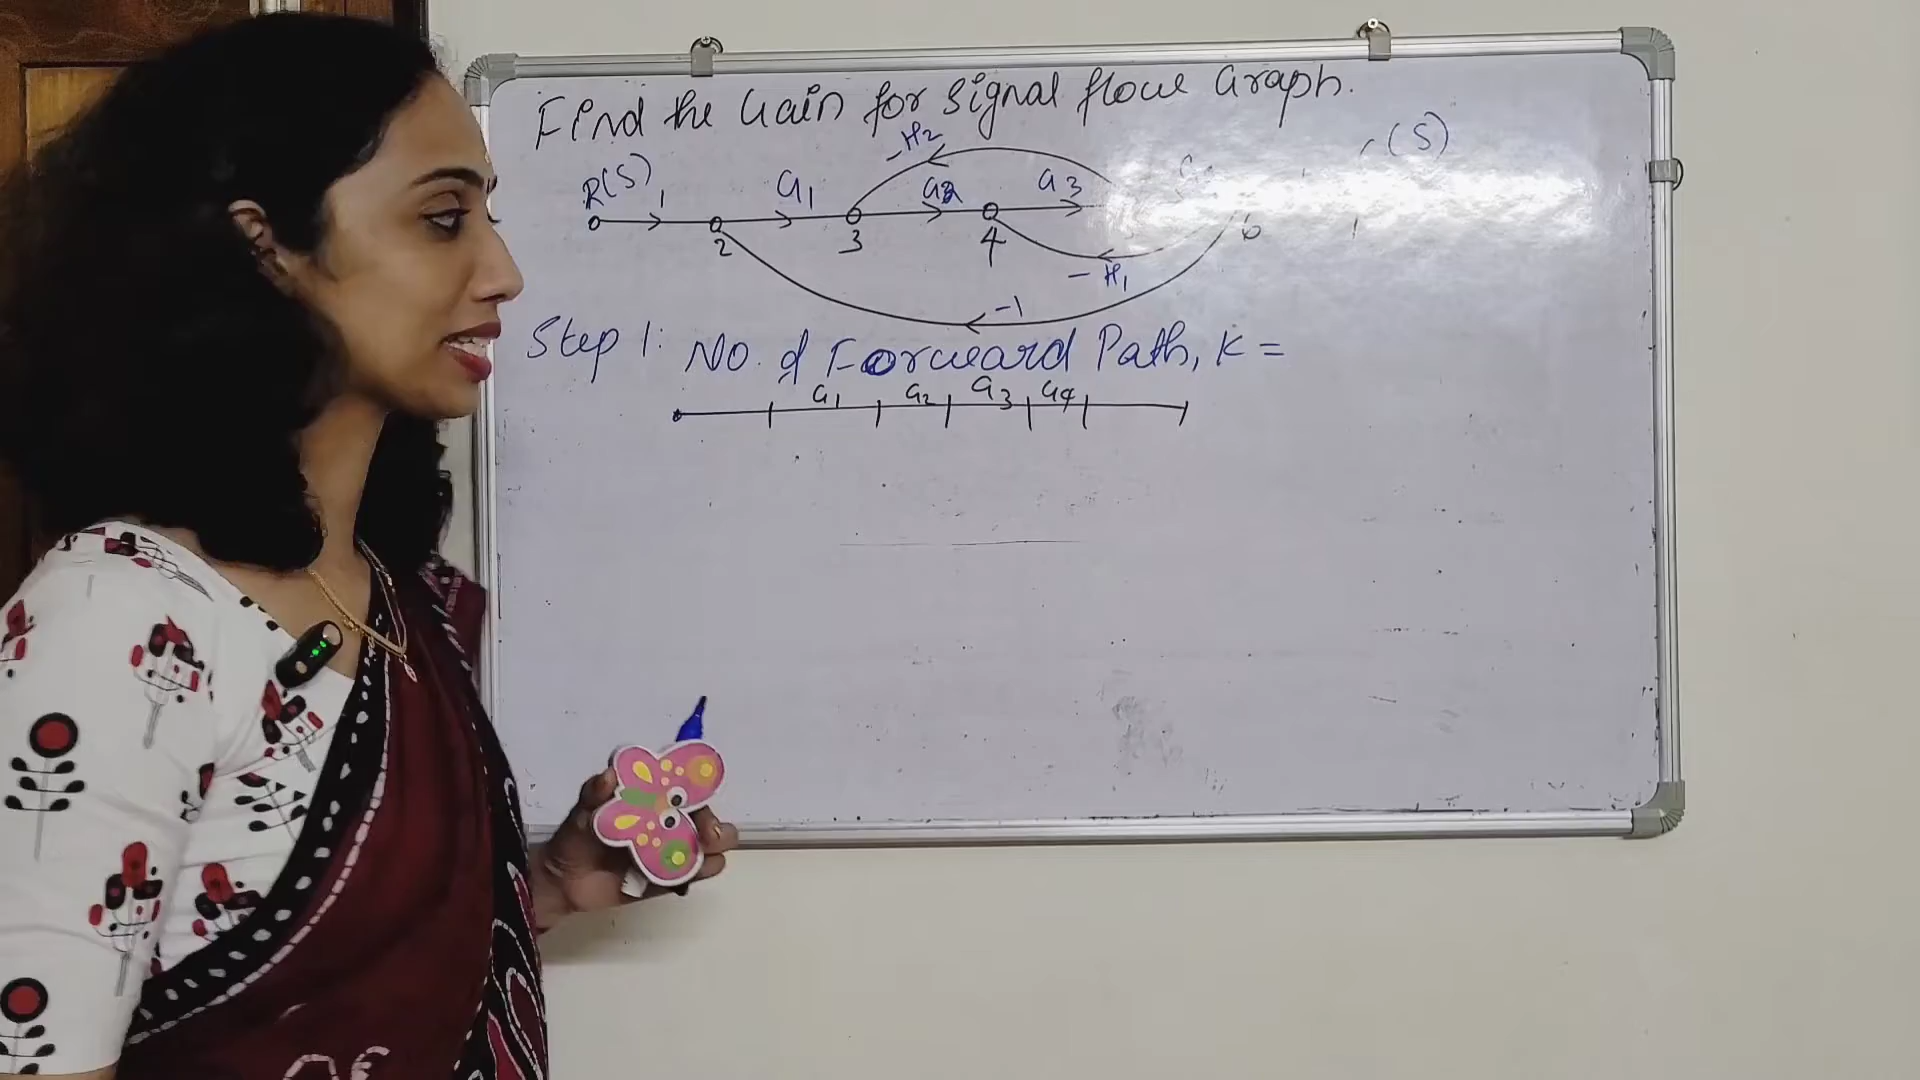 Find the Gain for Signal flow Graph.
-H2
R(S) 1 G1 G2 G3 C(S)
2 3 4 6
-H1
-1
Step 1: No. of Forward Path, K =
G1 G2 G3 G4